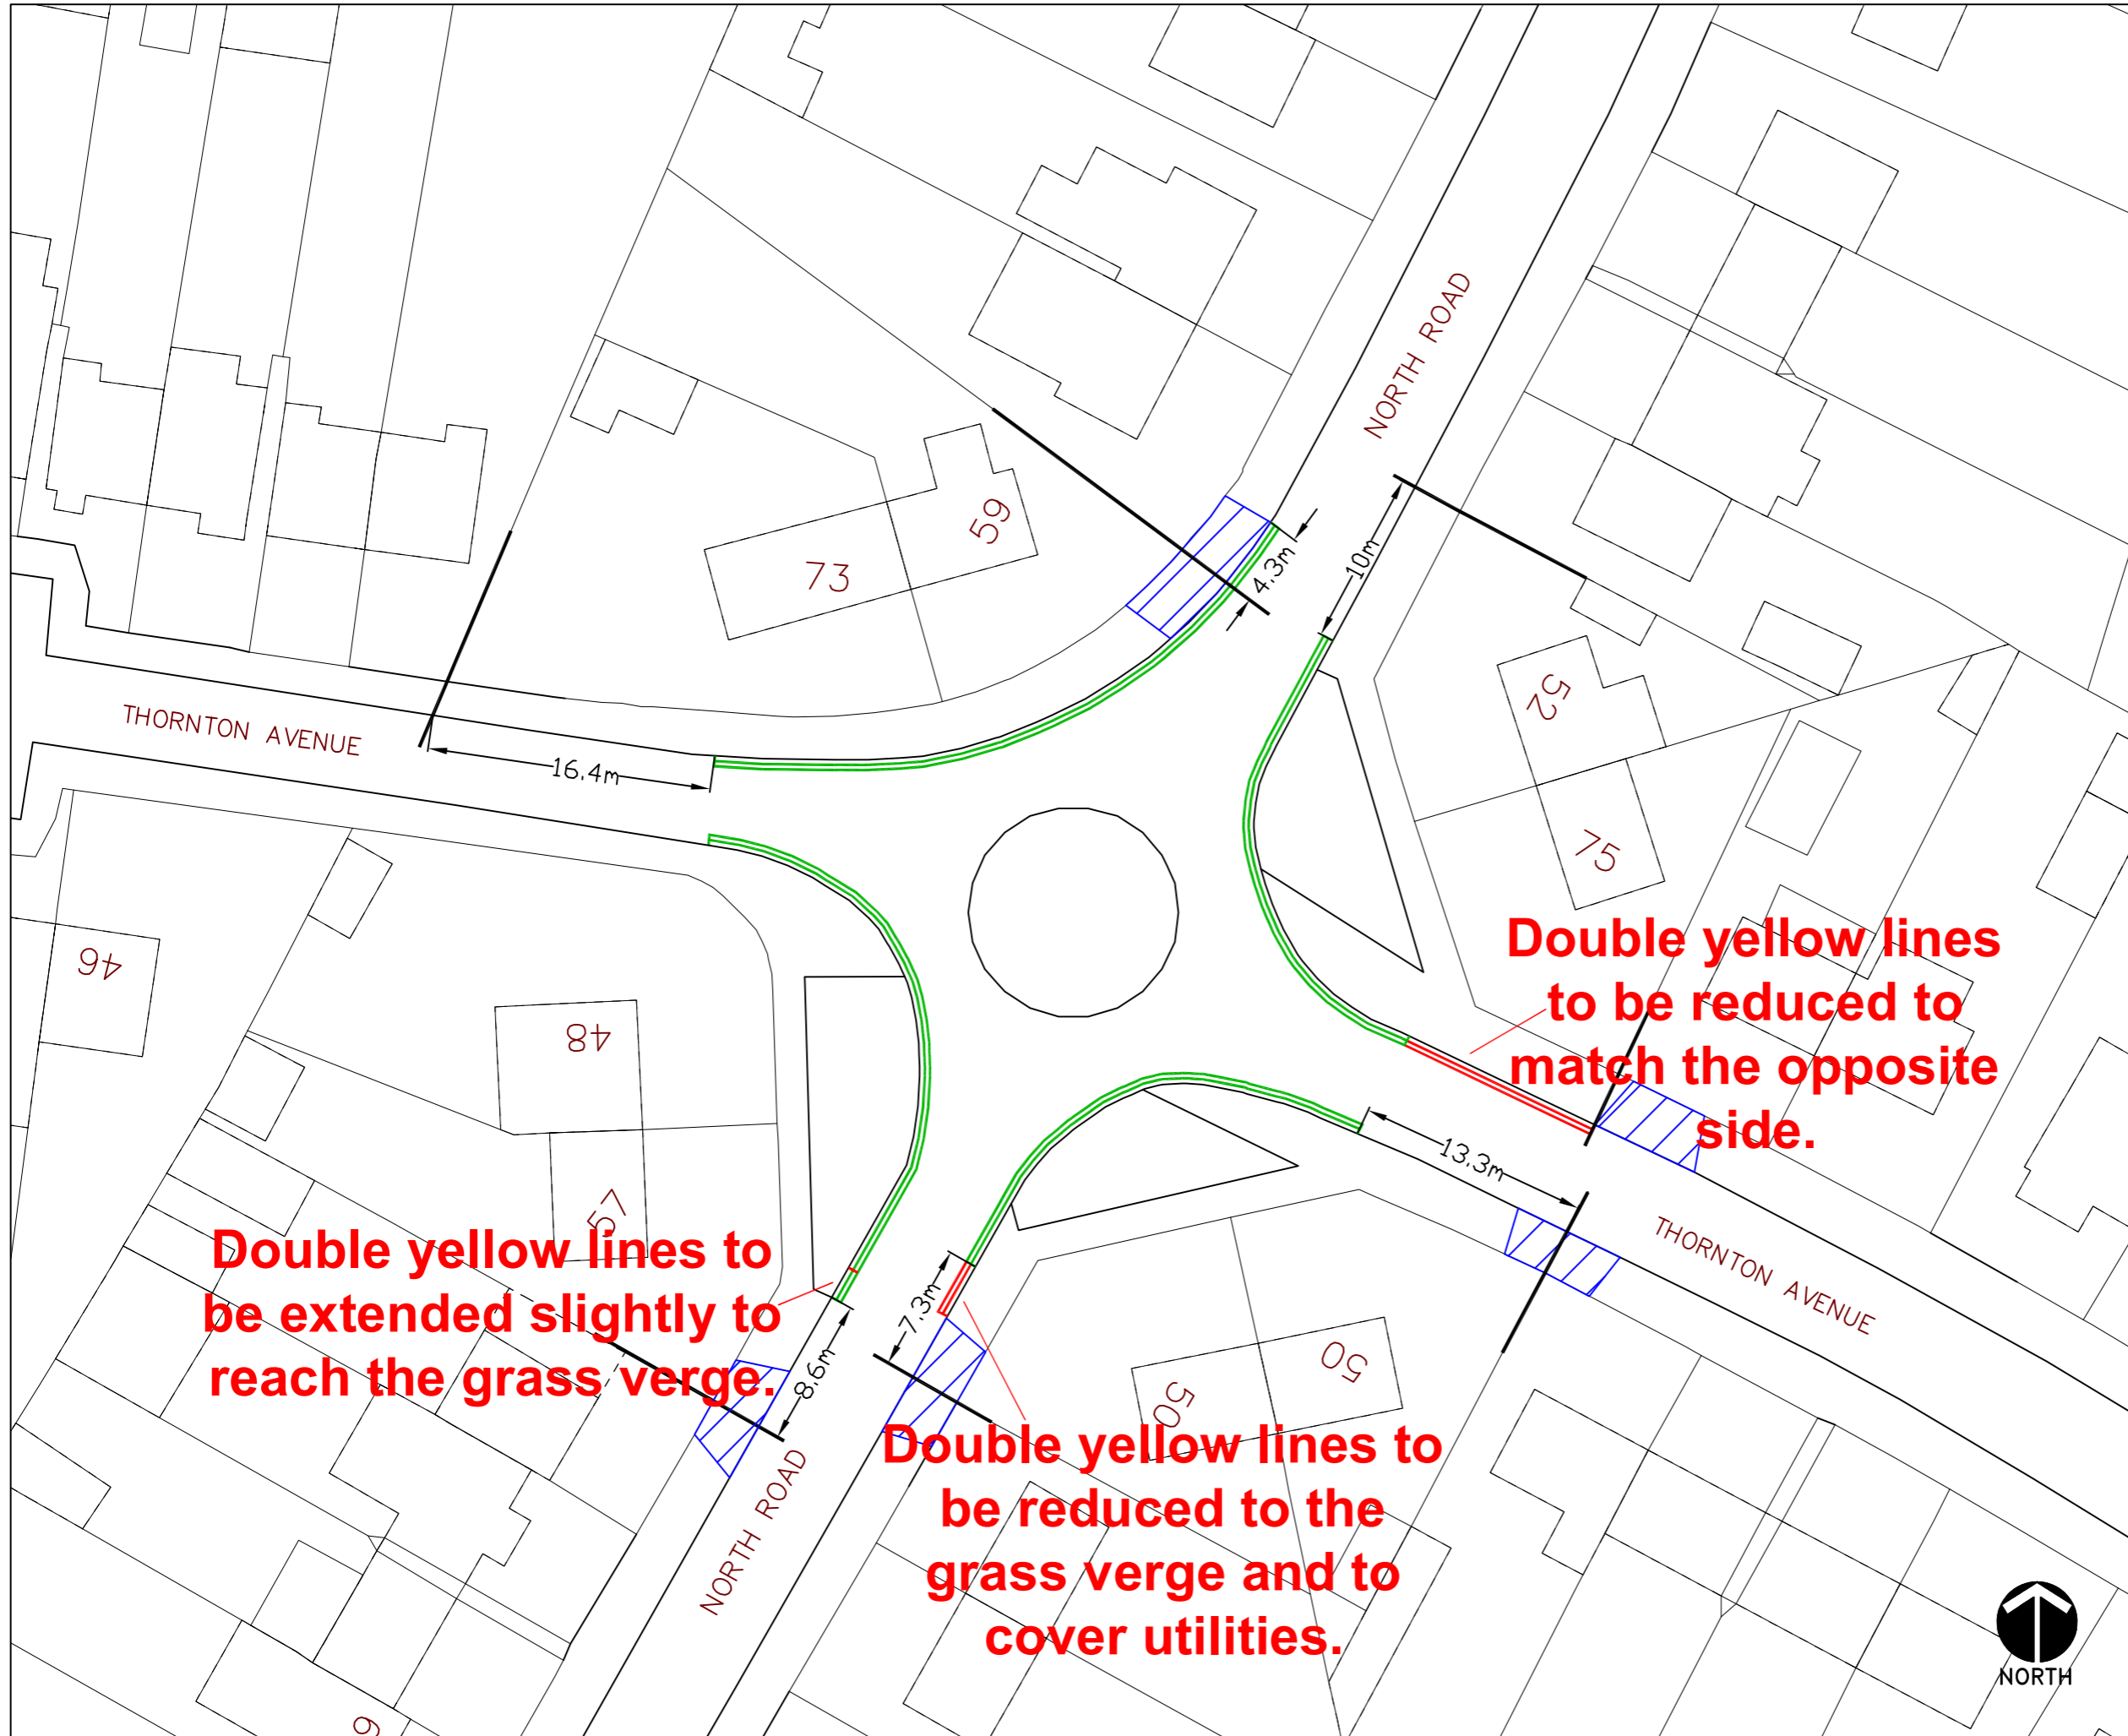 NORTH ROAD
59
73
4.3m
10m
52
THORNTON AVENUE
16.4m
75
46
48
Double yellow lines
to be reduced to
match the opposite
side.
13.3m
57
Double yellow lines to
be extended slightly to
reach the grass verge.
7.3m
8.6m
THORNTON AVENUE
50
50
Double yellow lines to
be reduced to the
grass verge and to
cover utilities.
NORTH ROAD
NORTH